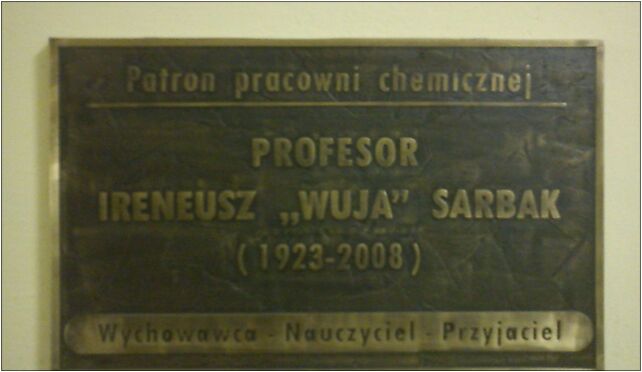 Patron pracowni chemicznej
PROFESOR
IRENEUSZ „WUJA” SARBAK
( 1923-2008 )
Wychowawca - Nauczyciel - Przyjaciel